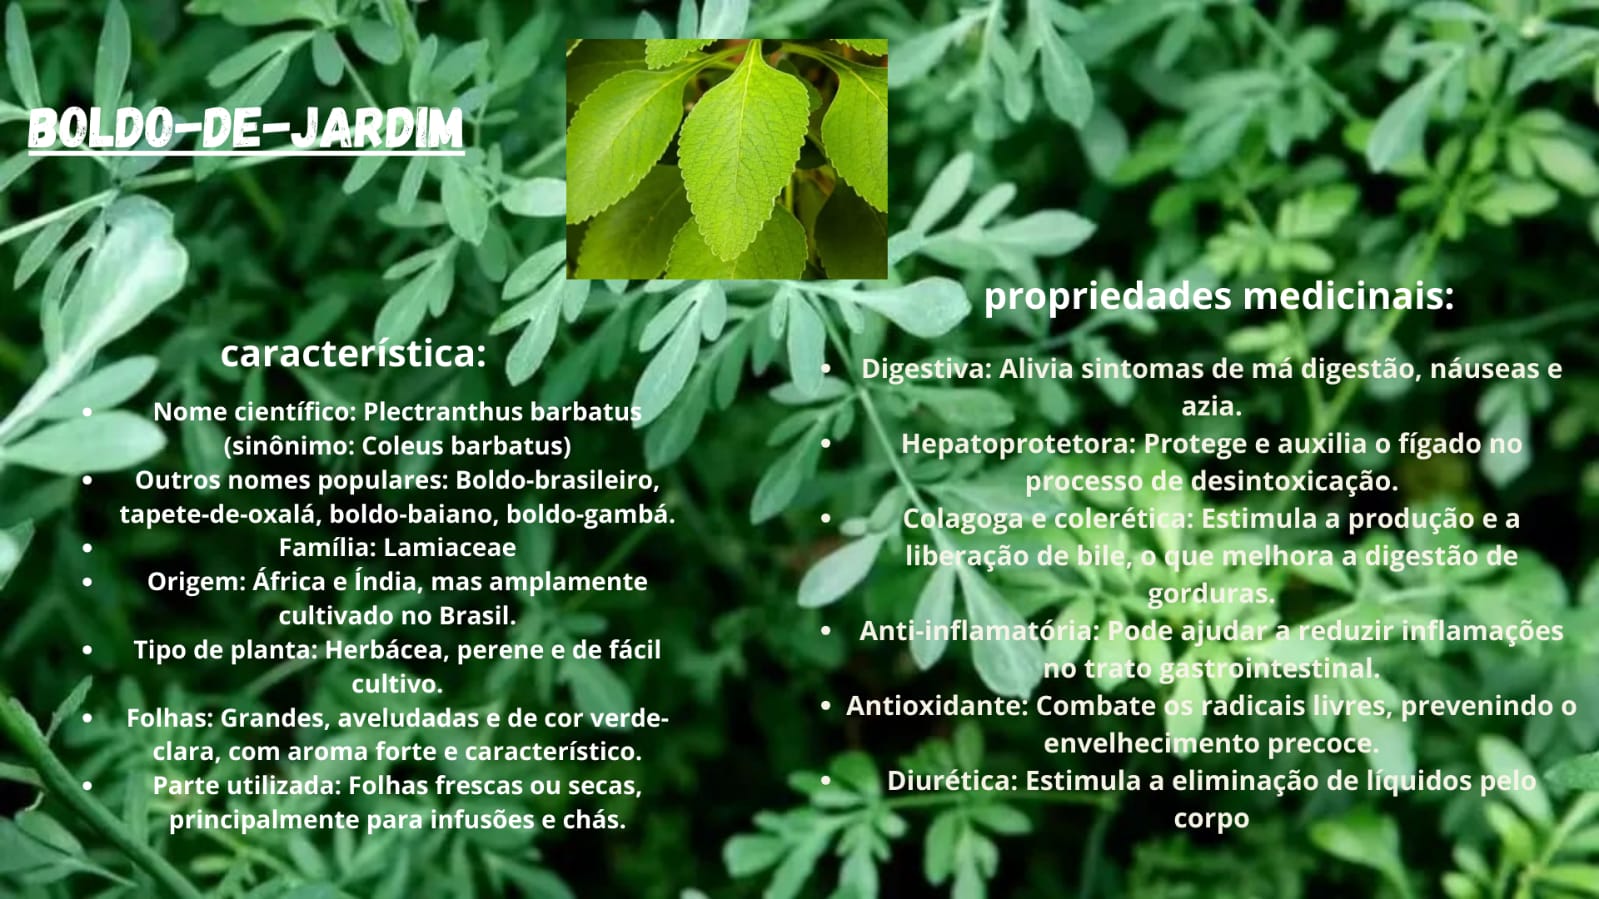 BOLDO-DE-JARDIM
característica:
• Nome científico: Plectranthus barbatus
(sinônimo: Coleus barbatus)
• Outros nomes populares: Boldo-brasileiro,
tapete-de-oxalá, boldo-baiano, boldo-gambá.
• Família: Lamiaceae
• Origem: África e Índia, mas amplamente
cultivado no Brasil.
• Tipo de planta: Herbácea, perene e de fácil
cultivo.
• Folhas: Grandes, aveludadas e de cor verde-
clara, com aroma forte e característico.
• Parte utilizada: Folhas frescas ou secas,
principalmente para infusões e chás.
propriedades medicinais:
• Digestiva: Alivia sintomas de má digestão, náuseas e
azia.
• Hepatoprotetora: Protege e auxilia o fígado no
processo de desintoxicação.
• Colagoga e colerética: Estimula a produção e a
liberação de bile, o que melhora a digestão de
gorduras.
• Anti-inflamatória: Pode ajudar a reduzir inflamações
no trato gastrointestinal.
• Antioxidante: Combate os radicais livres, prevenindo o
envelhecimento precoce.
• Diurética: Estimula a eliminação de líquidos pelo
corpo